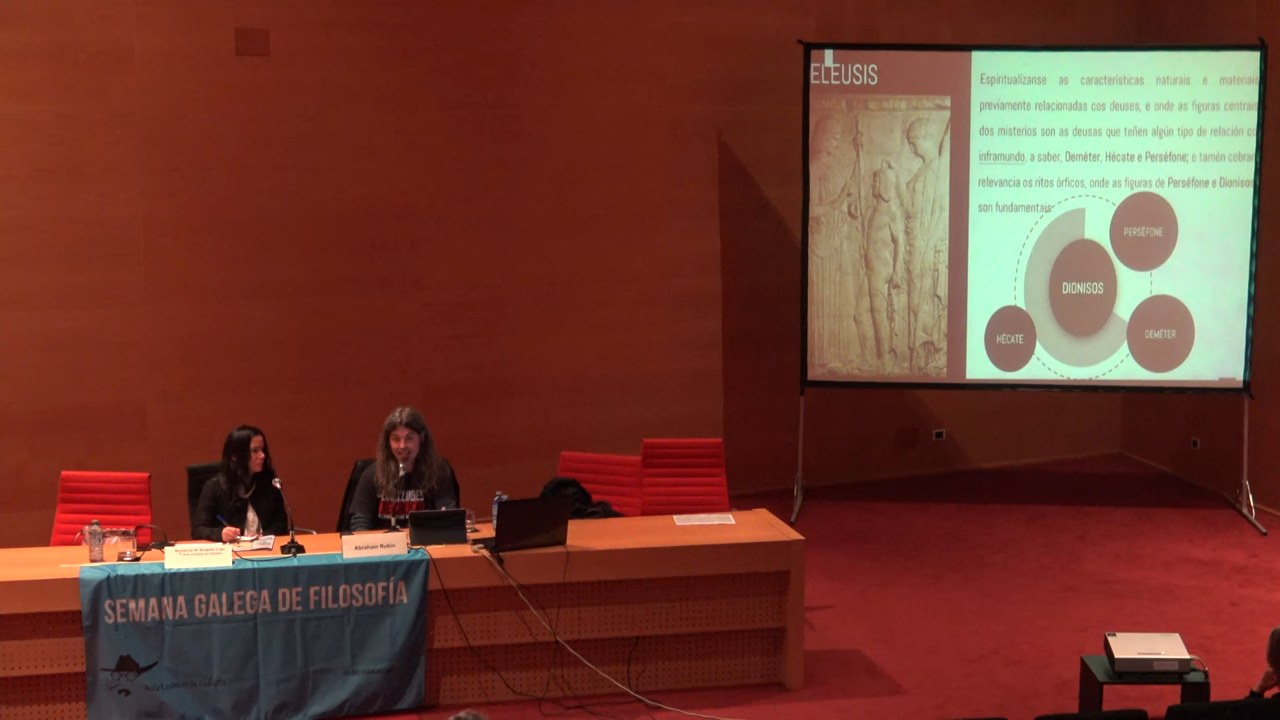 ELEUSIS
Espiritualízanse as características naturais e materiais
previamente relacionadas cos deuses, e onde as figuras centrais
dos misterios son as deusas que teñen algún tipo de relación co
inframundo, a saber, Deméter, Hécate e Perséfone; e tamén cobran
relevancia os ritos órficos, onde as figuras de Perséfone e Dionisos
son fundamentais
PERSÉFONE
DIONISOS
HÉCATE
DEMÉTER
Abraham Rubín
SEMANA GALEGA DE FILOSOFÍA